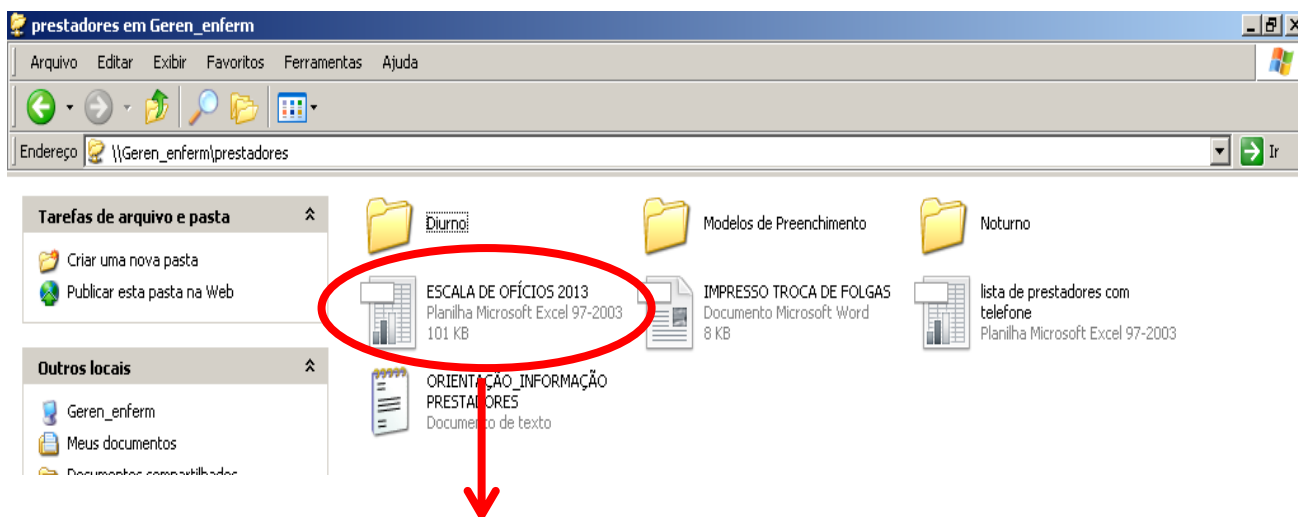 prestadores em Geren_enferm
Arquivo Editar Exibir Favoritos Ferramentas Ajuda
Endereço \\Geren_enferm\prestadores Ir
Tarefas de arquivo e pasta
Criar uma nova pasta
Publicar esta pasta na Web
Outros locais
Geren_enferm
Meus documentos
Documentos compartilhados
Diurno
Modelos de Preenchimento
Noturno
ESCALA DE OFÍCIOS 2013
Planilha Microsoft Excel 97-2003
101 KB
IMPRESSO TROCA DE FOLGAS
Documento Microsoft Word
8 KB
lista de prestadores com
telefone
Planilha Microsoft Excel 97-2003
ORIENTAÇÃO_INFORMAÇÃO
PRESTADORES
Documento de texto